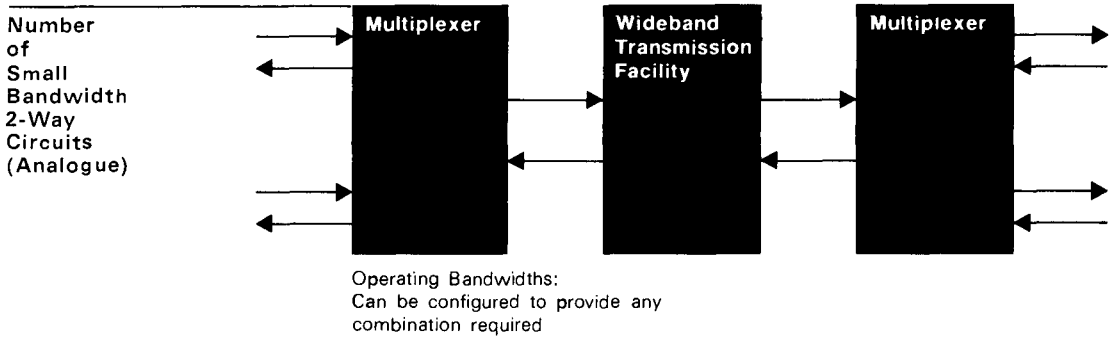 Number
of
Small
Bandwidth
2-Way
Circuits
(Analogue)
Multiplexer
Wideband
Transmission
Facility
Multiplexer
Operating Bandwidths:
Can be configured to provide any
combination required